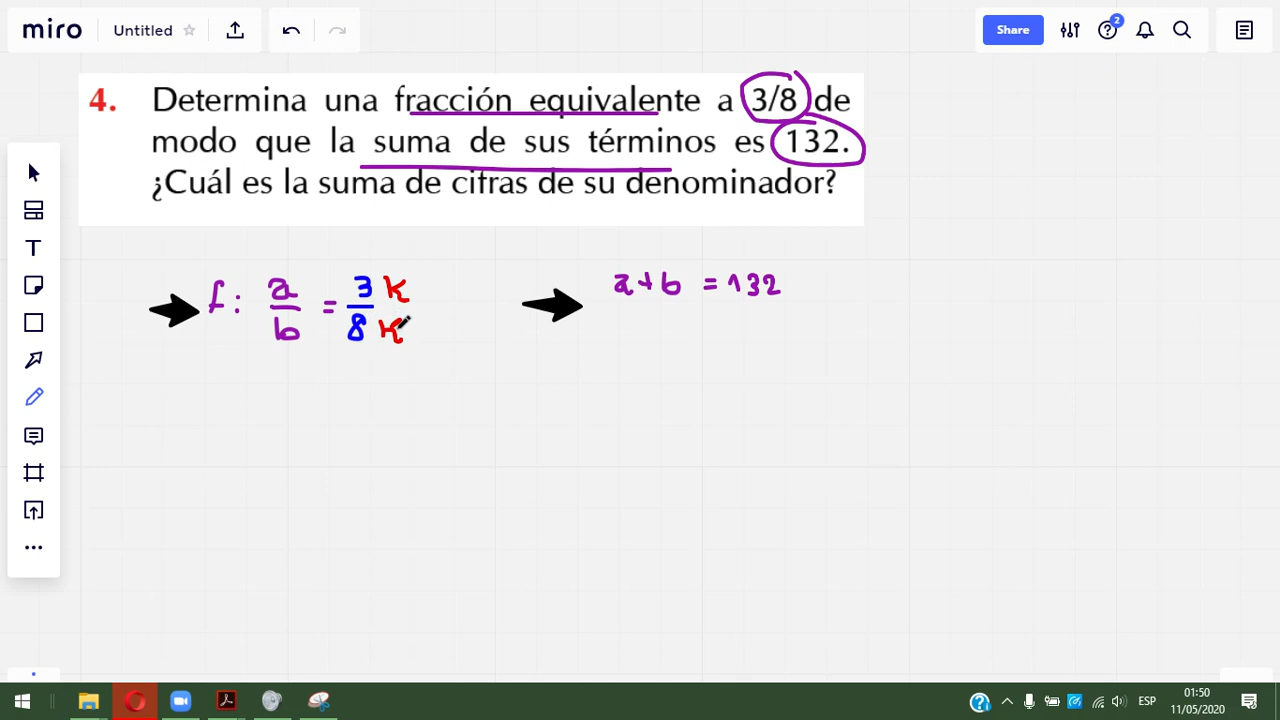 miro
Untitled
Share
2
4. Determina una fracción equivalente a 3/8 de
modo que la suma de sus términos es 132.
¿Cuál es la suma de cifras de su denominador?
f: a/b = 3k/8k
a+b = 132
T
ESP
01:50
11/05/2020